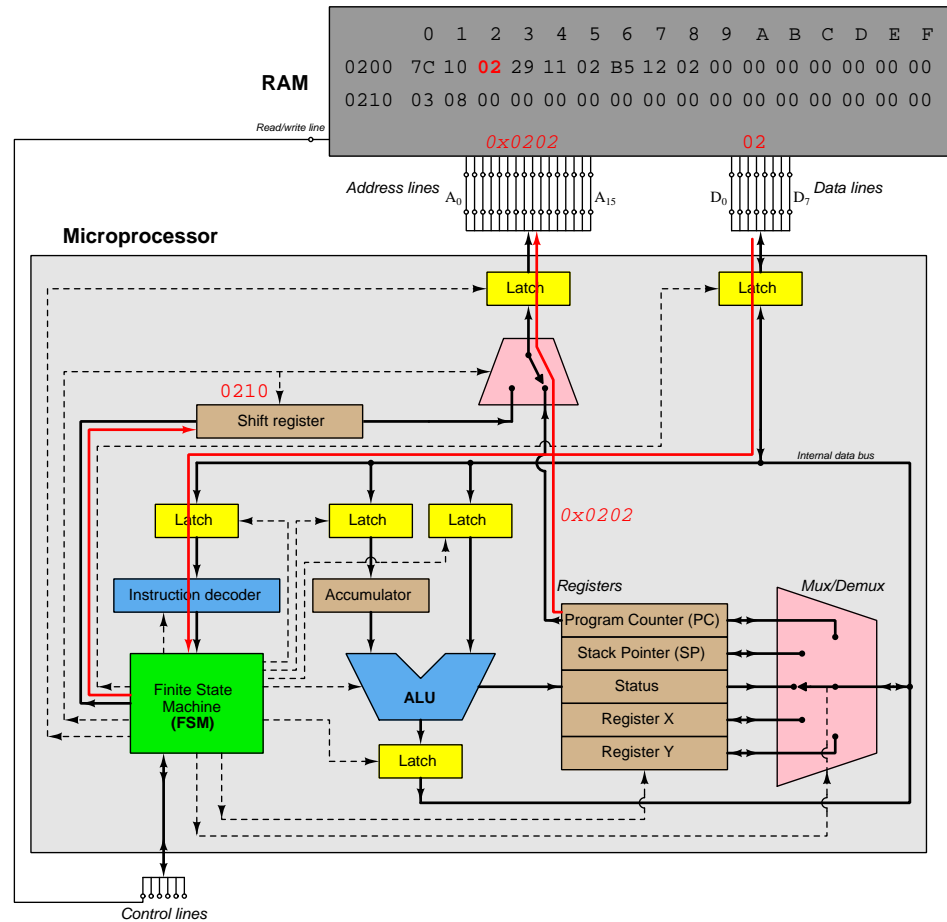 0 1 2 3 4 5 6 7 8 9 A B C D E F
0200 7C 10 02 29 11 02 B5 12 02 00 00 00 00 00 00 00
RAM
0210 03 08 00 00 00 00 00 00 00 00 00 00 00 00 00 00
Read/write line
0x0202 02
Address lines A0 A15 D0 D7 Data lines
Microprocessor
Latch Latch
0210
Shift register
Internal data bus
Latch Latch Latch
0x0202
Instruction decoder Accumulator Registers Mux/Demux
Program Counter (PC)
Stack Pointer (SP)
Finite State
Machine
(FSM)
ALU
Status
Register X
Register Y
Latch
Control lines